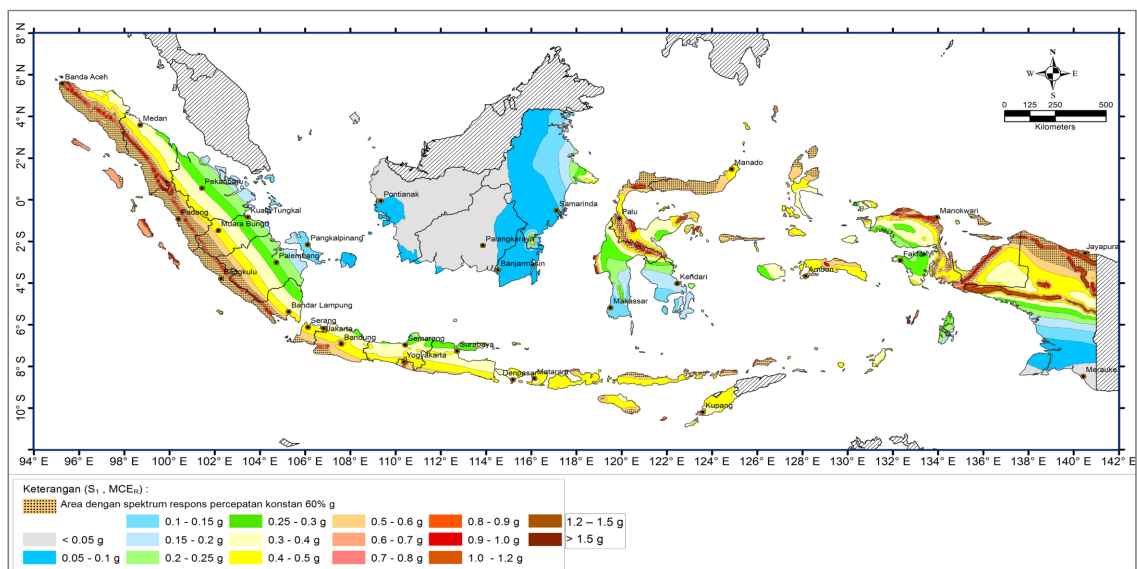 8° N
6° N
4° N
2° N
0° N
2° S
4° S
6° S
8° S
10° S
Banda Aceh
Medan
Pekanbaru
Padang
Kuala Tungkal
Muara Bungo
Pangkalpinang
Palembang
Bengkulu
Bandar Lampung
Serang
Jakarta
Bandung
Semarang
Yogyakarta
Surabaya
Denpasar
Mataram
Kupang
Pontianak
Samarinda
Palangkaraya
Banjarmasin
Manado
Palu
Kendari
Makassar
Ambon
Fakfak
Manokwari
Jayapura
Merauke
N
W E
S
0 125 250 500
Kilometers
94° E 96° E 98° E 100° E 102° E 104° E 106° E 108° E 110° E 112° E 114° E 116° E 118° E 120° E 122° E 124° E 126° E 128° E 130° E 132° E 134° E 136° E 138° E 140° E 142° E
Keterangan (S₁ , MCE_R) :
Area dengan spektrum respons percepatan konstan 60% g
0.1 - 0.15 g 0.25 - 0.3 g 0.5 - 0.6 g 0.8 - 0.9 g 1.2 – 1.5 g
< 0.05 g 0.15 - 0.2 g 0.3 - 0.4 g 0.6 - 0.7 g 0.9 - 1.0 g > 1.5 g
0.05 - 0.1 g 0.2 - 0.25 g 0.4 - 0.5 g 0.7 - 0.8 g 1.0 - 1.2 g